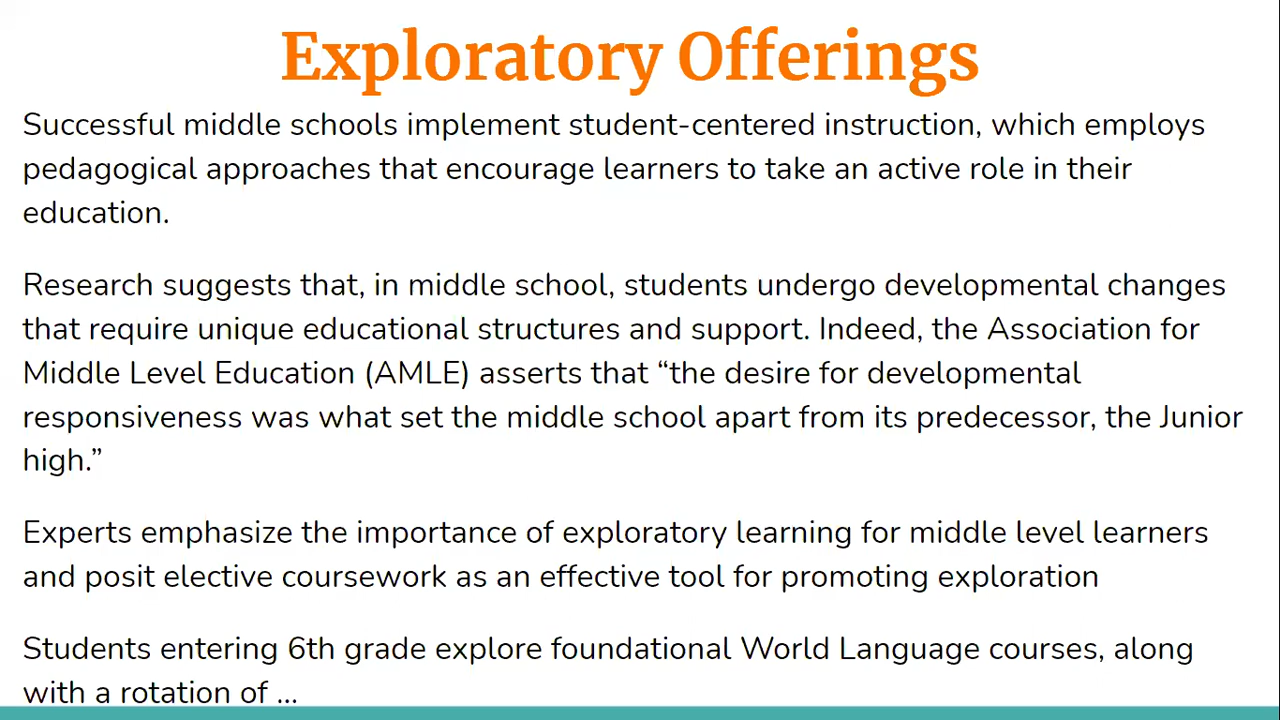 Exploratory Offerings
Successful middle schools implement student-centered instruction, which employs
pedagogical approaches that encourage learners to take an active role in their
education.
Research suggests that, in middle school, students undergo developmental changes
that require unique educational structures and support. Indeed, the Association for
Middle Level Education (AMLE) asserts that “the desire for developmental
responsiveness was what set the middle school apart from its predecessor, the Junior
high.”
Experts emphasize the importance of exploratory learning for middle level learners
and posit elective coursework as an effective tool for promoting exploration
Students entering 6th grade explore foundational World Language courses, along
with a rotation of ...